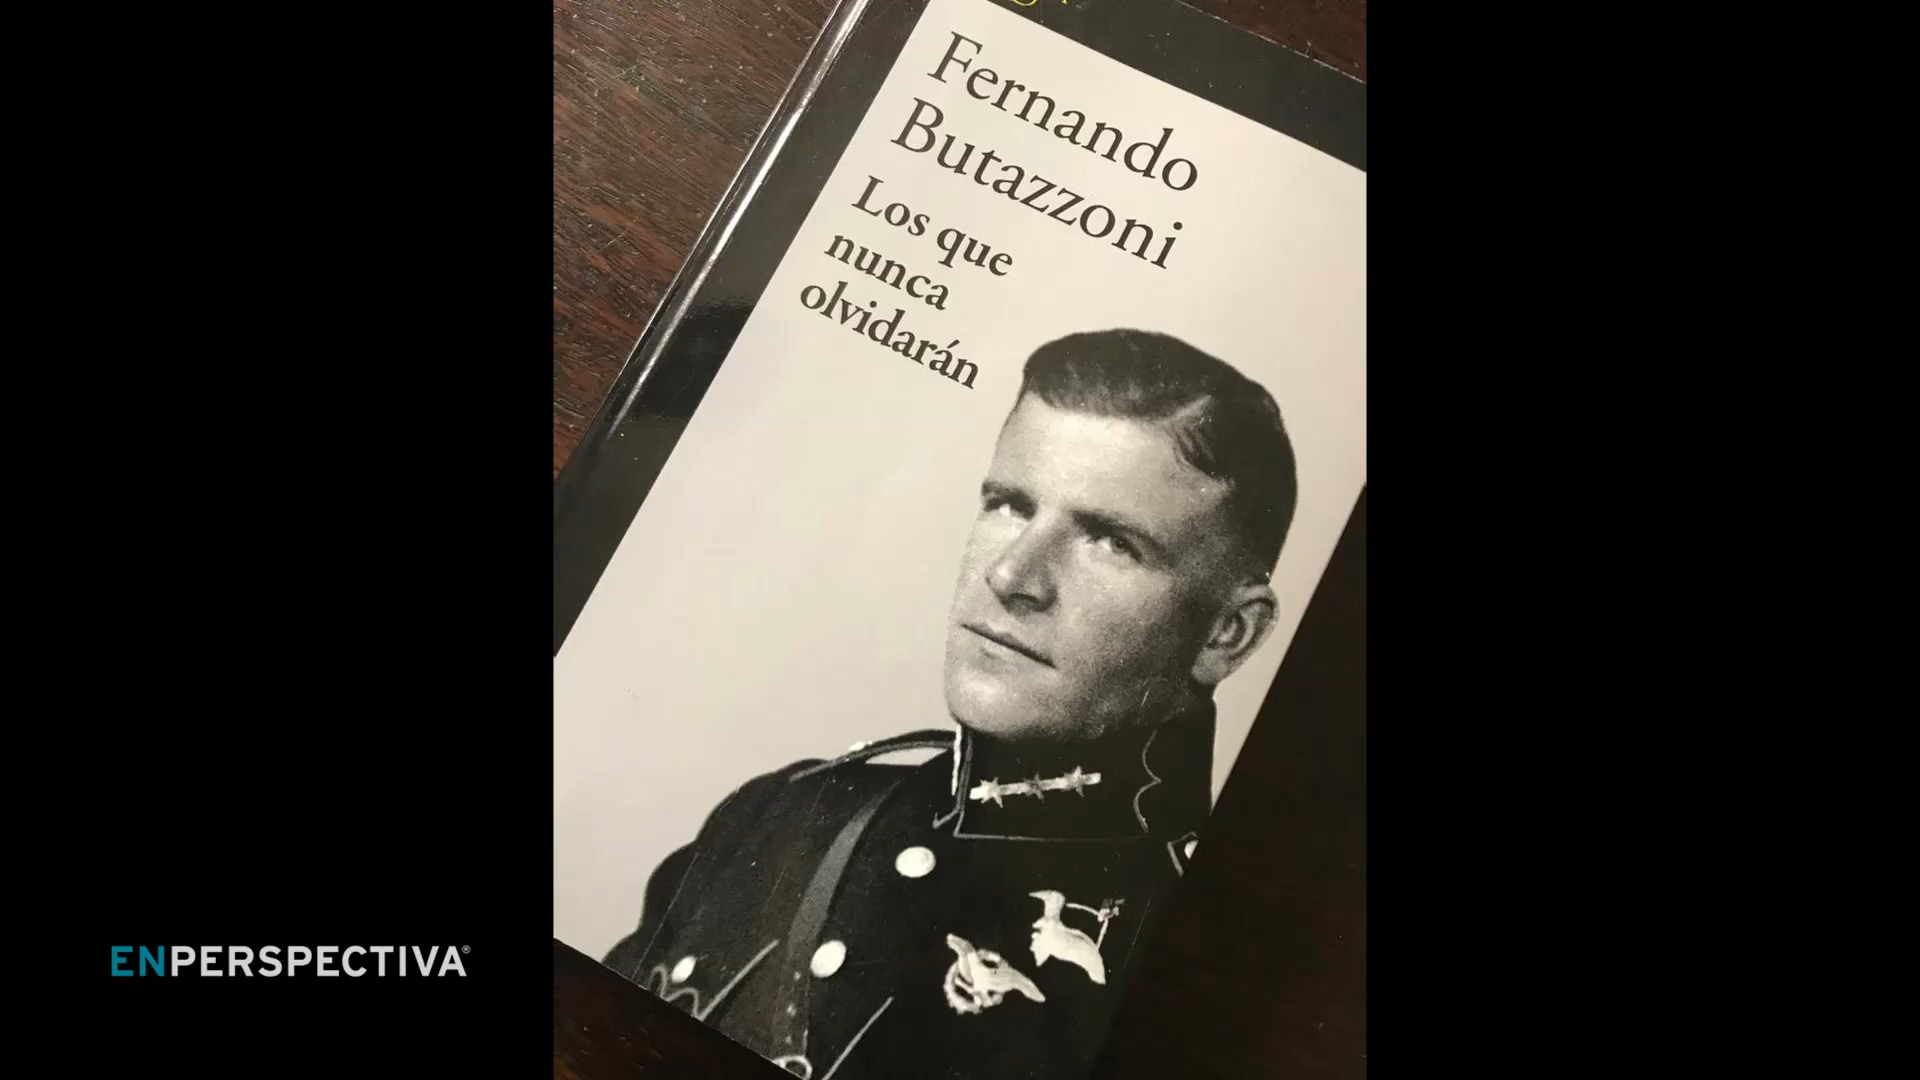 Fernando
Butazzoni
Los que
nunca
olvidarán
ENPERSPECTIVA®